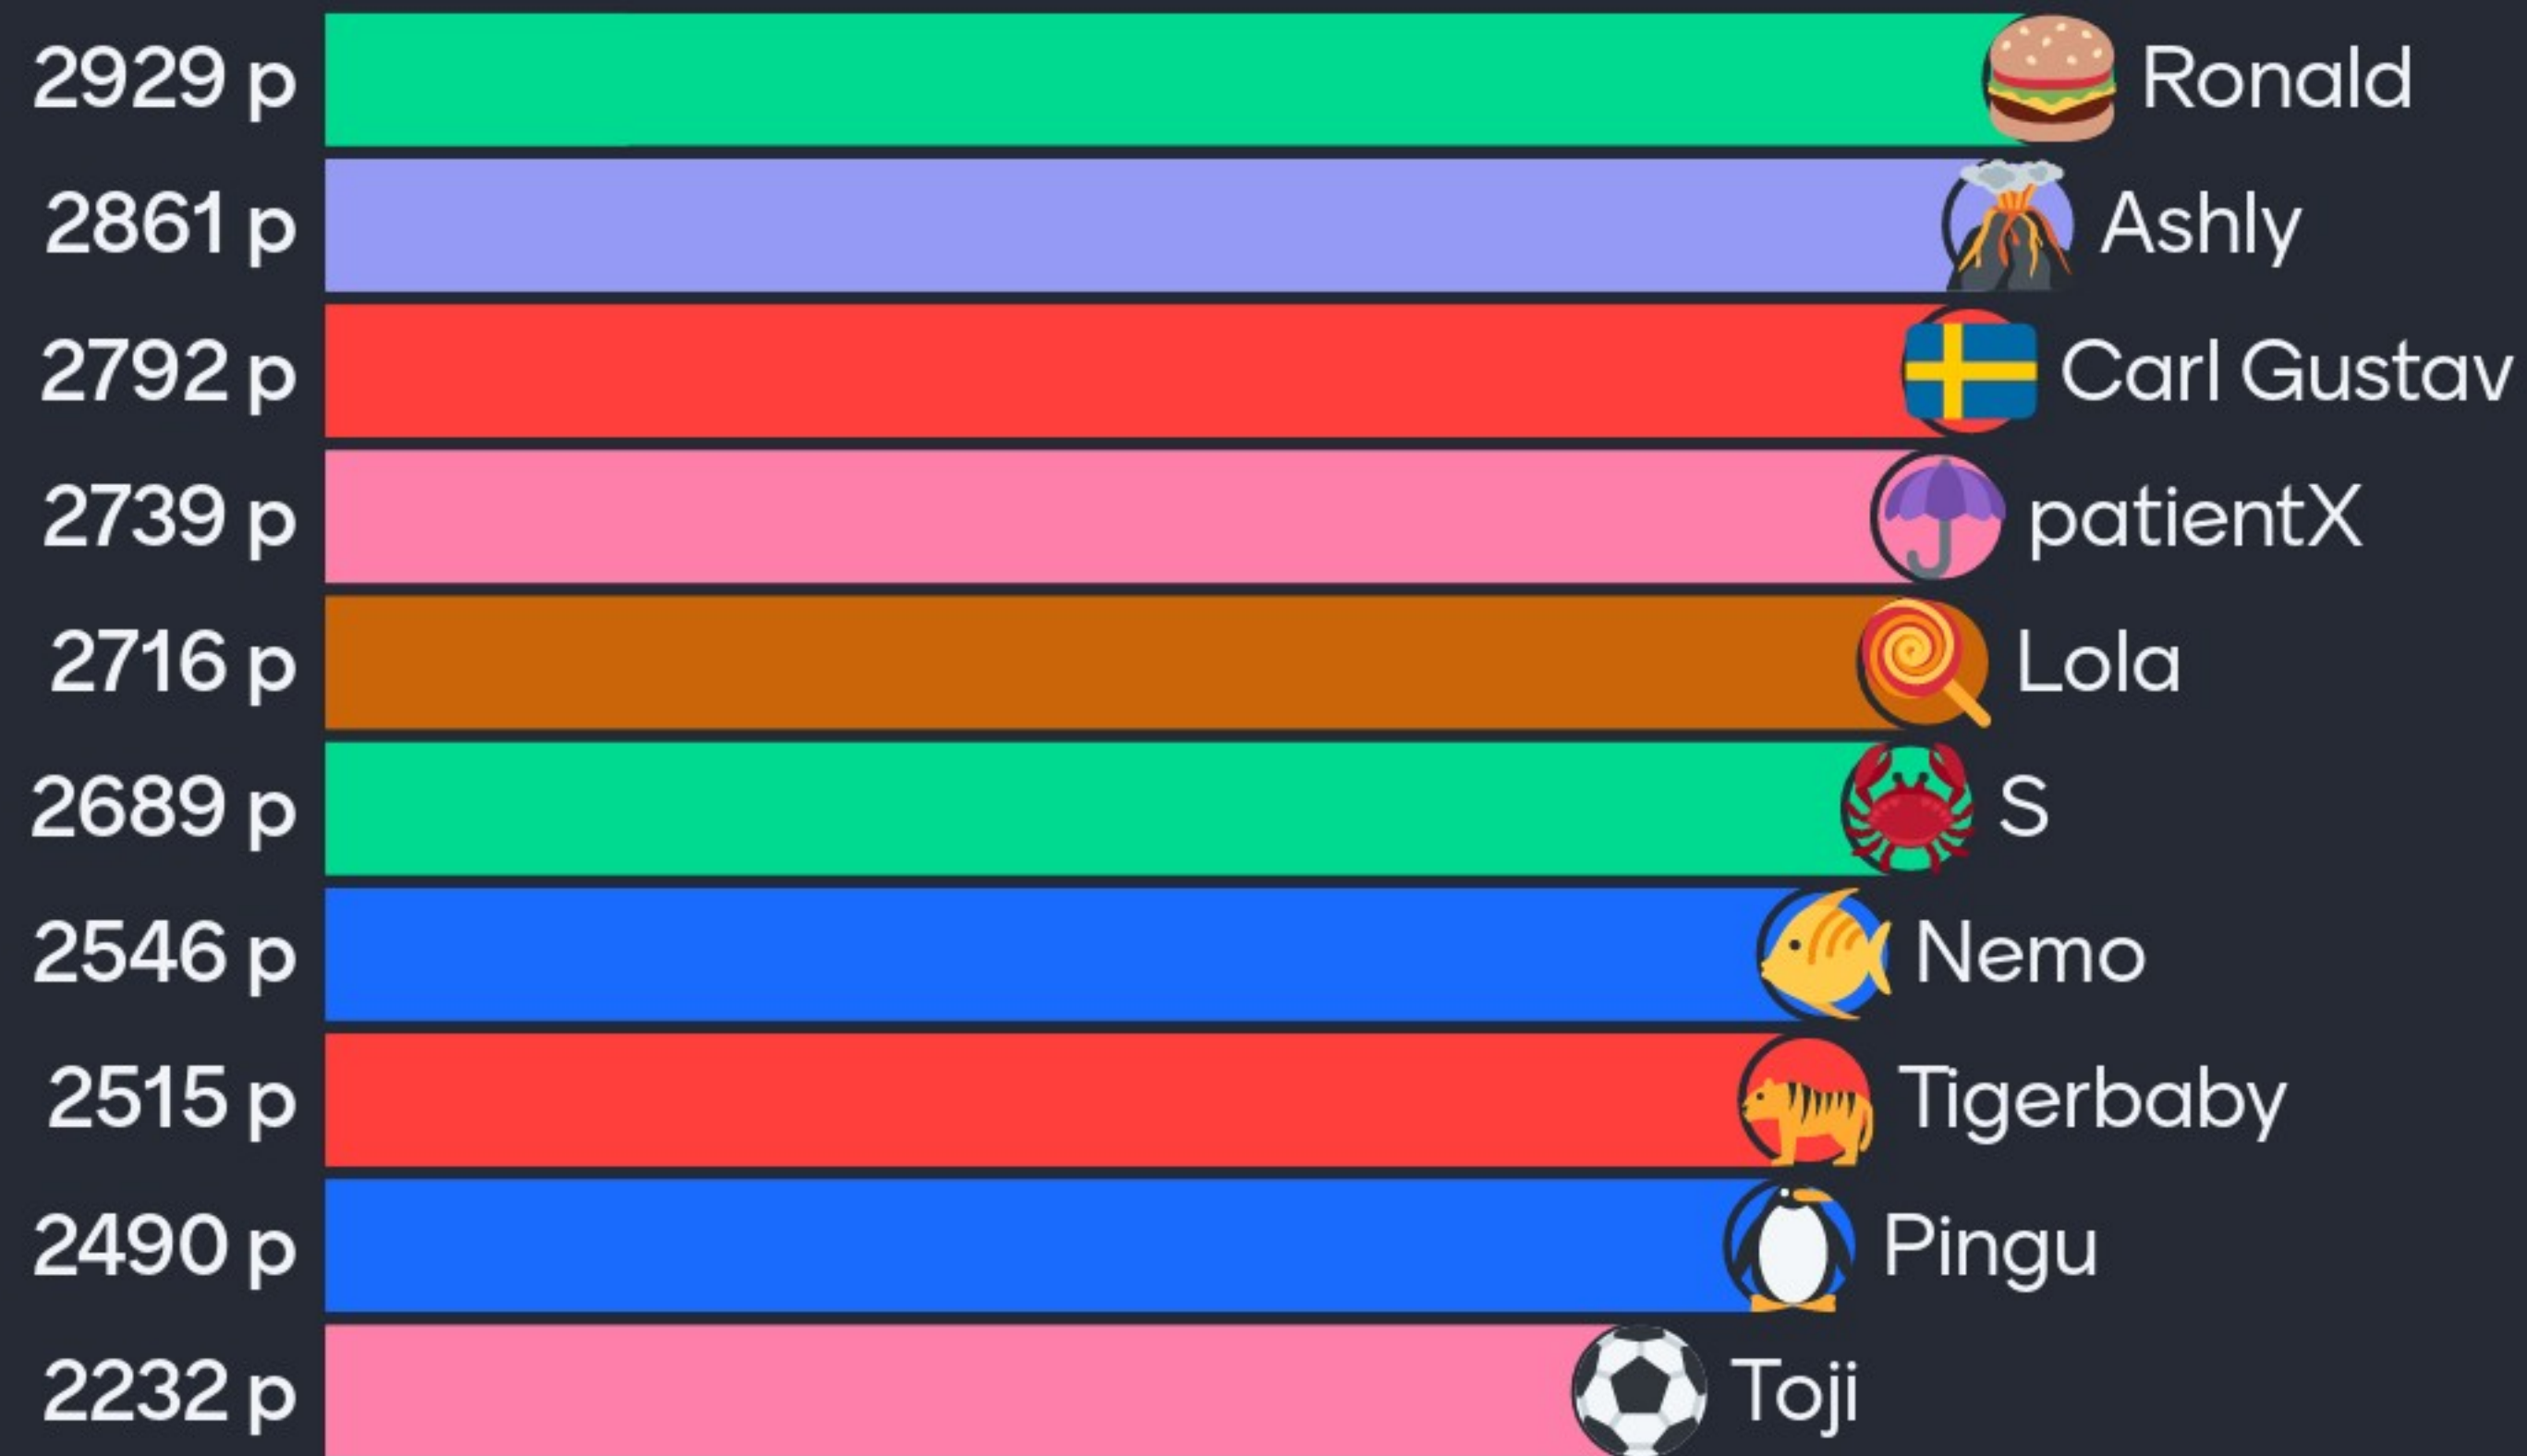 2929 p Ronald
2861 p Ashly
2792 p Carl Gustav
2739 p patientX
2716 p Lola
2689 p S
2546 p Nemo
2515 p Tigerbaby
2490 p Pingu
2232 p Toji